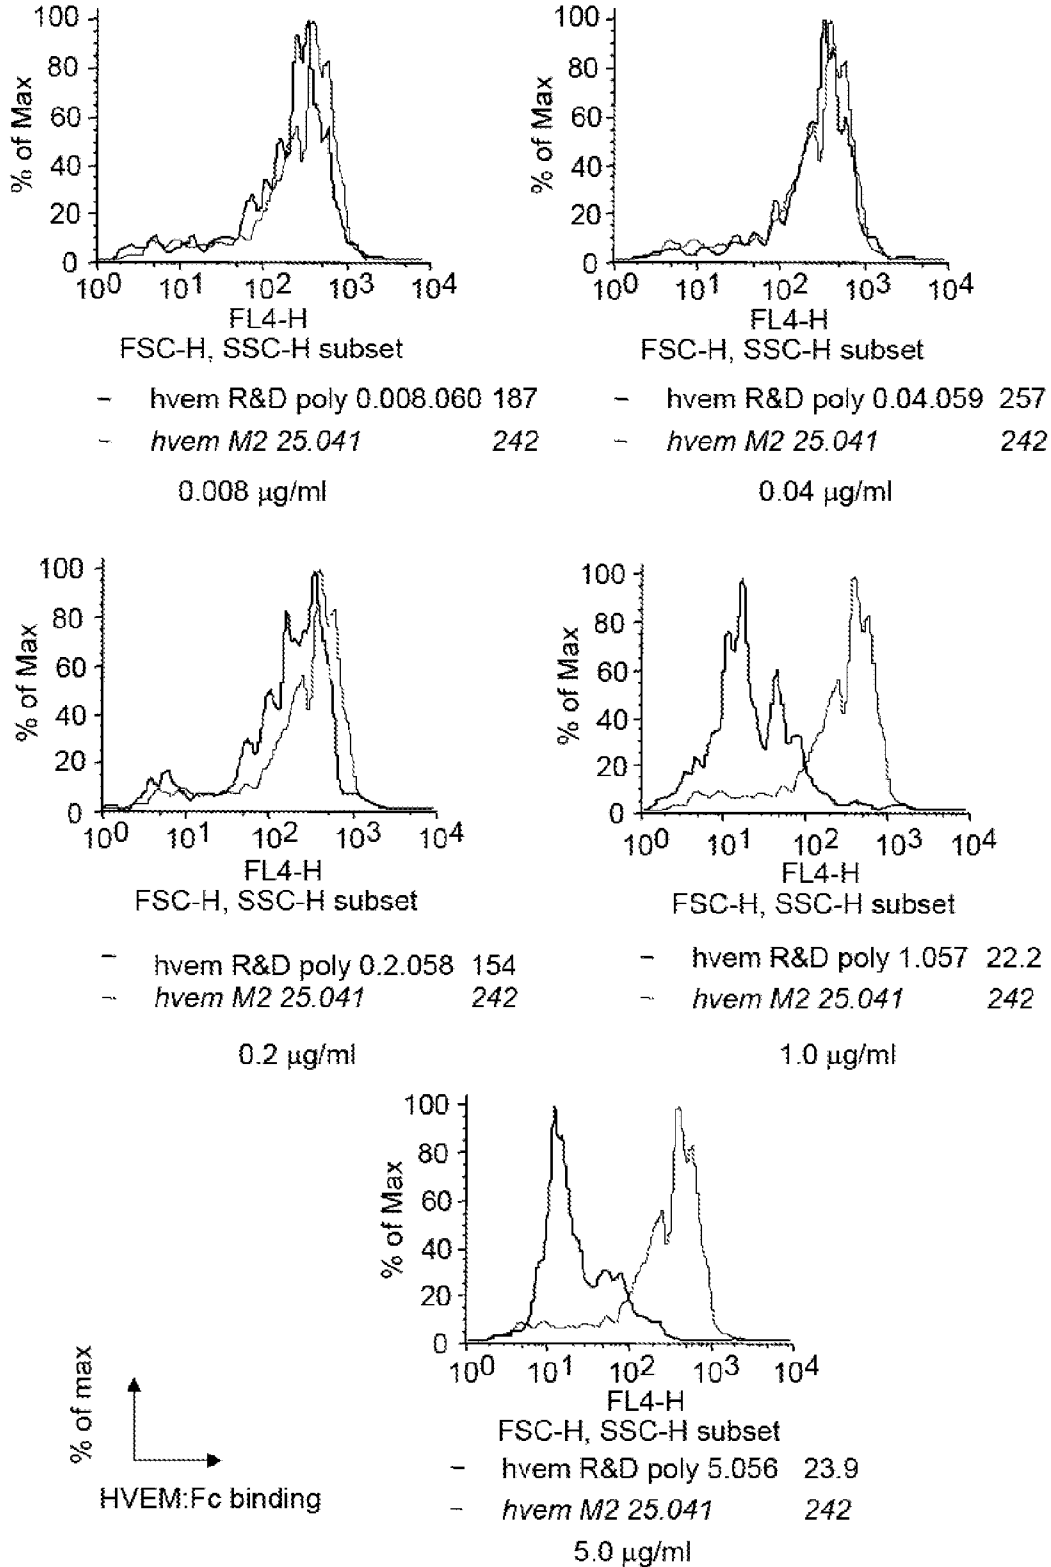 100
80
60
40
20
0
% of Max
10^0 10^1 10^2 10^3 10^4
FL4-H
FSC-H, SSC-H subset
– hvem R&D poly 0.008.060 187
– hvem M2 25.041 242
0.008 µg/ml
100
80
60
40
20
0
% of Max
10^0 10^1 10^2 10^3 10^4
FL4-H
FSC-H, SSC-H subset
– hvem R&D poly 0.04.059 257
– hvem M2 25.041 242
0.04 µg/ml
100
80
60
40
20
0
% of Max
10^0 10^1 10^2 10^3 10^4
FL4-H
FSC-H, SSC-H subset
– hvem R&D poly 0.2.058 154
– hvem M2 25.041 242
0.2 µg/ml
100
80
60
40
20
0
% of Max
10^0 10^1 10^2 10^3 10^4
FL4-H
FSC-H, SSC-H subset
– hvem R&D poly 1.057 22.2
– hvem M2 25.041 242
1.0 µg/ml
100
80
60
40
20
0
% of Max
10^0 10^1 10^2 10^3 10^4
FL4-H
FSC-H, SSC-H subset
– hvem R&D poly 5.056 23.9
– hvem M2 25.041 242
5.0 µg/ml
% of max
HVEM:Fc binding